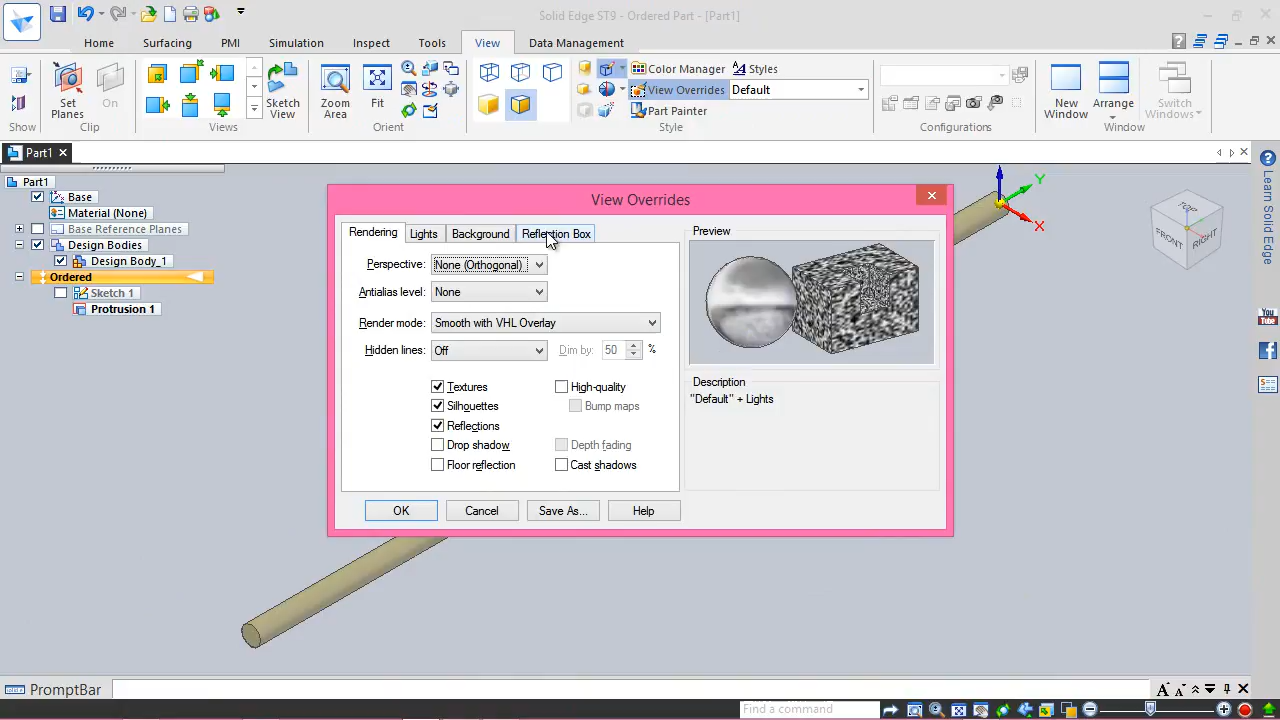 Solid Edge ST9 - Ordered Part - [Part1]
Home Surfacing PMI Simulation Inspect Tools View Data Management
Set Planes
On
Sketch View
Zoom Area
Fit
Color Manager
Styles
View Overrides
Default
Part Painter
New Window
Arrange
Switch Windows
Show Clip Views Orient Style Configurations Window
Part1
Part1
Base
Material (None)
Base Reference Planes
Design Bodies
Design Body_1
Ordered
Sketch 1
Protrusion 1
View Overrides
Rendering Lights Background Reflection Box
Perspective: None (Orthogonal)
Antialias level: None
Render mode: Smooth with VHL Overlay
Hidden lines: Off Dim by: 50 %
Textures High-quality
Silhouettes Bump maps
Reflections
Drop shadow Depth fading
Floor reflection Cast shadows
OK Cancel Save As... Help
Preview
Description
"Default" + Lights
Y
X
TOP
FRONT
RIGHT
Learn Solid Edge
You
Tube
PromptBar
Find a command